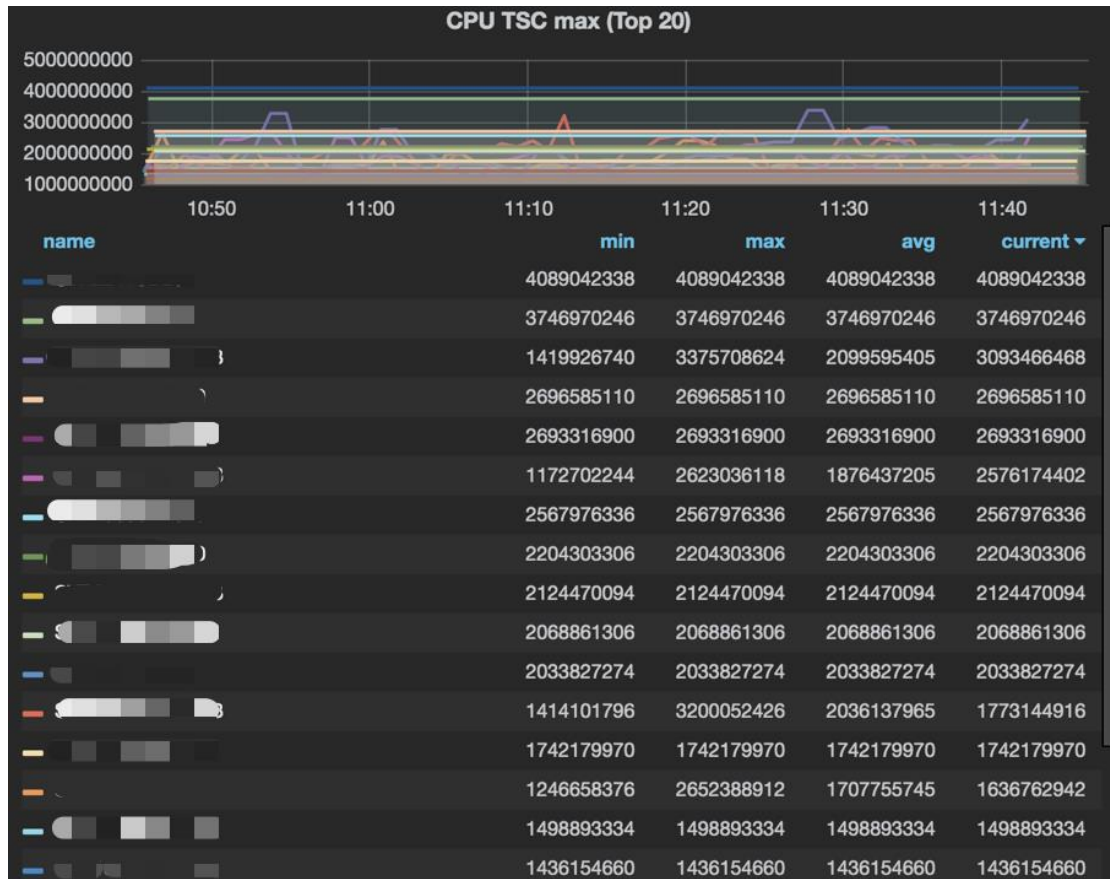 CPU TSC max (Top 20)
5000000000
4000000000
3000000000
2000000000
1000000000
10:50 11:00 11:10 11:20 11:30 11:40
name min max avg current
4089042338 4089042338 4089042338 4089042338
3746970246 3746970246 3746970246 3746970246
1419926740 3375708624 2099595405 3093466468
2696585110 2696585110 2696585110 2696585110
2693316900 2693316900 2693316900 2693316900
1172702244 2623036118 1876437205 2576174402
2567976336 2567976336 2567976336 2567976336
2204303306 2204303306 2204303306 2204303306
2124470094 2124470094 2124470094 2124470094
2068861306 2068861306 2068861306 2068861306
2033827274 2033827274 2033827274 2033827274
1414101796 3200052426 2036137965 1773144916
1742179970 1742179970 1742179970 1742179970
1246658376 2652388912 1707755745 1636762942
1498893334 1498893334 1498893334 1498893334
1436154660 1436154660 1436154660 1436154660